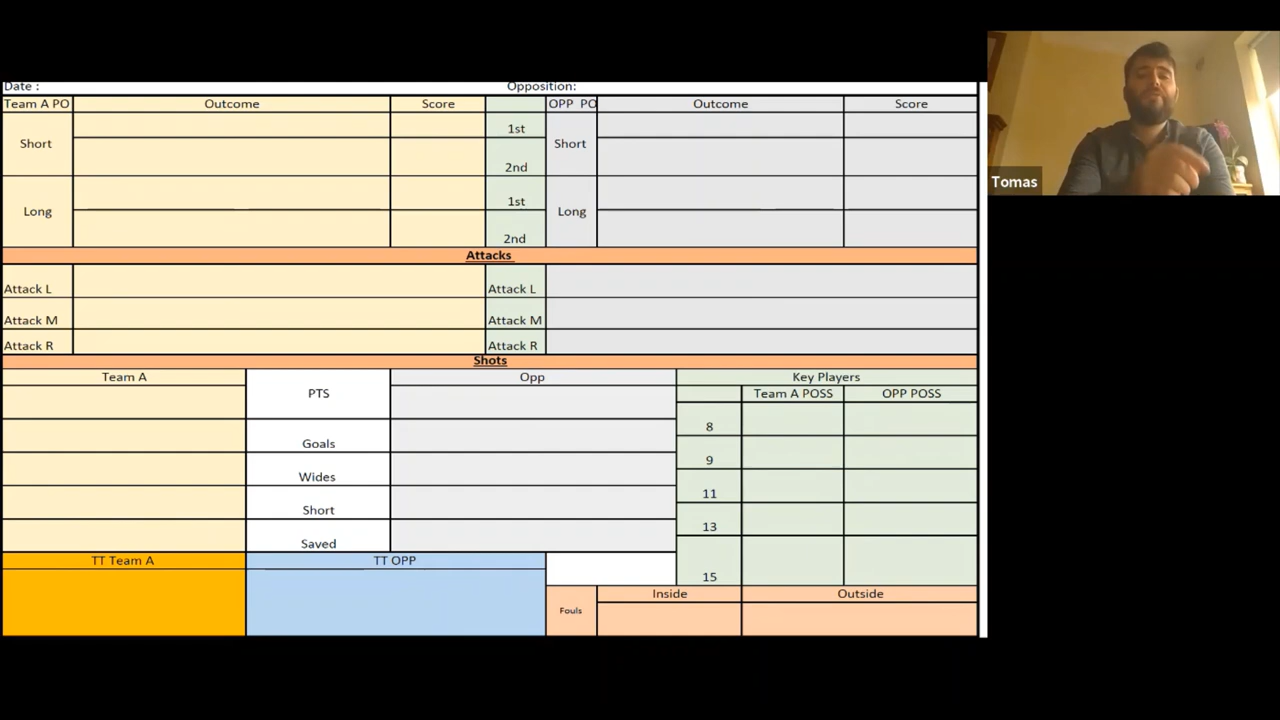 Date :
Opposition:
Team A PO Outcome Score OPP PO Outcome Score
Short 1st Short
2nd
Long 1st Long
2nd
Attacks
Attack L Attack L
Attack M Attack M
Attack R Attack R
Shots
Team A PTS Opp Key Players
Team A POSS OPP POSS
Goals 8
Wides 9
Short 11
Saved 13
15
TT Team A TT OPP
Fouls Inside Outside
Tomas